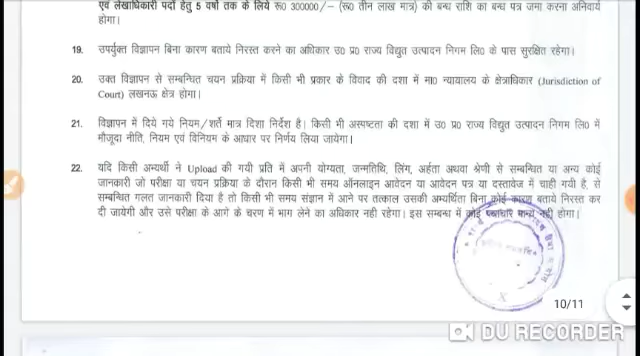 एवं लेखाधिकारी पदों हेतु 5 वर्षो तक के लिये रू0 300000/- (रू0 तीन लाख मात्र) की बन्ध राशि का बन्ध पत्र जमा करना अनिवार्य
होगा।
19. उपर्युक्त विज्ञापन बिना कारण बताये निरस्त करने का अधिकार उ0 प्र0 राज्य विद्युत उत्पादन निगम लि0 के पास सुरक्षित रहेगा।
20. उक्त विज्ञापन से सम्बन्धित चयन प्रक्रिया में किसी भी प्रकार के विवाद की दशा में मा0 न्यायालय के क्षेत्राधिकार (Jurisdiction of
Court) लखनऊ क्षेत्र होगा।
21. विज्ञापन में दिये गये नियम/शर्ते मात्र दिशा निर्देश है। किसी भी अस्पष्टता की दशा में उ0 प्र0 राज्य विद्युत उत्पादन निगम लि0 में
मौजूदा नीति, नियम एवं विनियम के आधार पर निर्णय लिया जायेगा।
22. यदि किसी अभ्यर्थी ने Upload की गयी प्रति में अपनी योग्यता, जन्मतिथि, लिंग, अर्हता अथवा श्रेणी से सम्बन्धित या अन्य कोई
जानकारी जो परीक्षा या चयन प्रक्रिया के दौरान किसी भी समय ऑनलाइन आवेदन या आवेदन पत्र या दस्तावेज में चाही गयी है, से
सम्बन्धित गलत जानकारी दिया है तो किसी भी समय संज्ञान में आने पर तत्काल उसकी अभ्यर्थिता बिना कोई कारण बताये निरस्त कर
दी जायेगी और उसे परीक्षा के आगे के चरण में भाग लेने का अधिकार नही रहेगा। इस सम्बन्ध में कोई पत्राचार मान्य नही होगा।
10/11
DU RECORDER